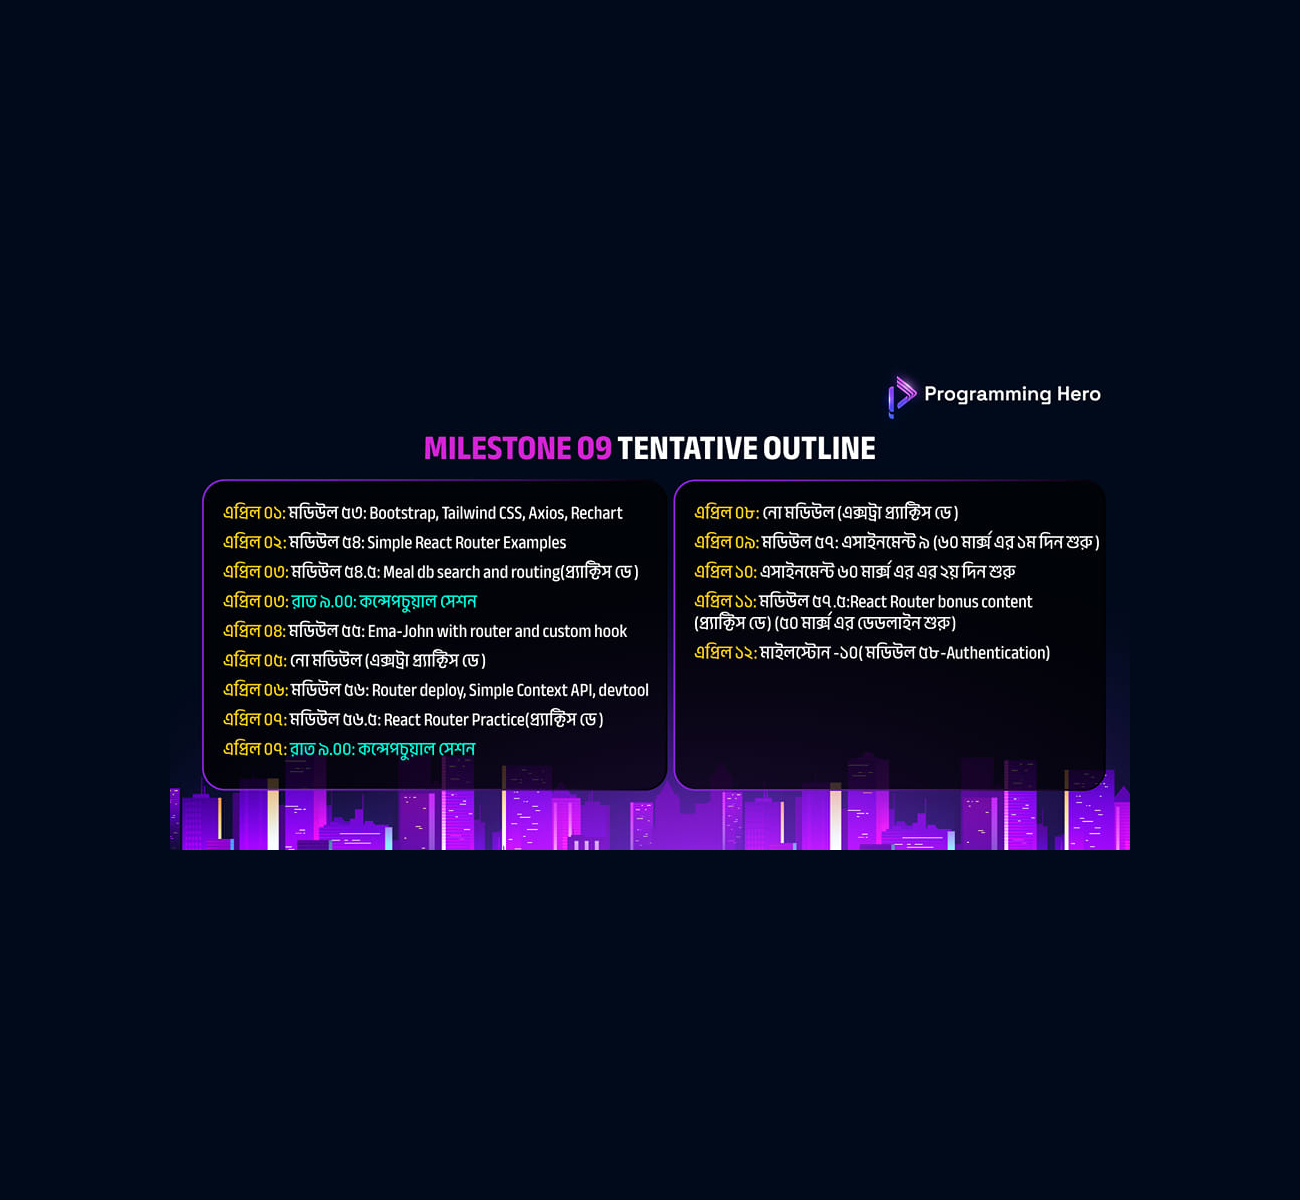 Programming Hero
MILESTONE 09 TENTATIVE OUTLINE
এপ্রিল ০১: মডিউল ৫৩: Bootstrap, Tailwind CSS, Axios, Rechart
এপ্রিল ০২: মডিউল ৫৪: Simple React Router Examples
এপ্রিল ০৩: মডিউল ৫৪.৫: Meal db search and routing(প্র্যাক্টিস ডে )
এপ্রিল ০৩: রাত ৯.০০: কন্সেপচুয়াল সেশন
এপ্রিল ০৪: মডিউল ৫৫: Ema-John with router and custom hook
এপ্রিল ০৫: নো মডিউল (এক্সট্রা প্র্যাক্টিস ডে )
এপ্রিল ০৬: মডিউল ৫৬: Router deploy, Simple Context API, devtool
এপ্রিল ০৭: মডিউল ৫৬.৫: React Router Practice(প্র্যাক্টিস ডে )
এপ্রিল ০৭: রাত ৯.০০: কন্সেপচুয়াল সেশন
এপ্রিল ০৮: নো মডিউল (এক্সট্রা প্র্যাক্টিস ডে )
এপ্রিল ০৯: মডিউল ৫৭: এসাইনমেন্ট ৯ (৬০ মার্ক্স এর ১ম দিন শুরু )
এপ্রিল ১০: এসাইনমেন্ট ৬০ মার্ক্স এর এর ২য় দিন শুরু
এপ্রিল ১১: মডিউল ৫৭.৫:React Router bonus content
(প্র্যাক্টিস ডে) (৫০ মার্ক্স এর ডেডলাইন শুরু )
এপ্রিল ১২: মাইলস্টোন -১০( মডিউল ৫৮-Authentication)